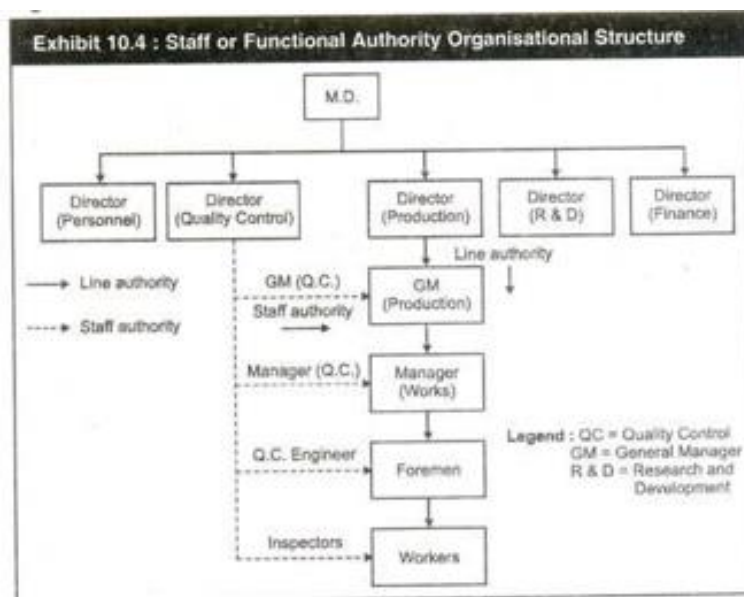 Exhibit 10.4 : Staff or Functional Authority Organisational Structure
M.D.
Director
(Personnel)
Director
(Quality Control)
Director
(Production)
Director
(R & D)
Director
(Finance)
Line authority
Line authority
Staff authority
GM (Q.C.)
Staff authority
GM
(Production)
Manager (Q.C.)
Manager
(Works)
Q.C. Engineer
Foremen
Inspectors
Workers
Legend : QC = Quality Control
GM = General Manager
R & D = Research and
Development